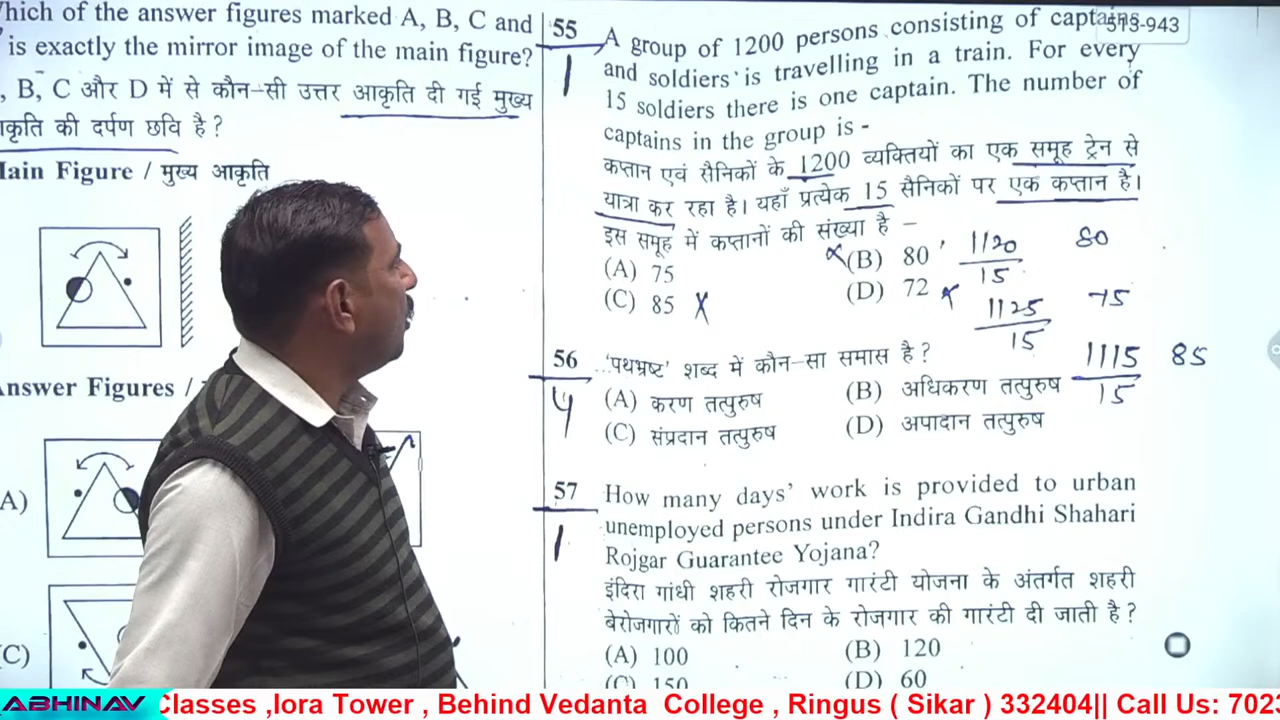 hich of the answer figures marked A, B, C and
is exactly the mirror image of the main figure?
, B, C और D में से कौन-सी उत्तर आकृति दी गई मुख्य
कृति की दर्पण छवि है ?
Main Figure / मुख्य आकृति
Answer Figures /
A)
C)
55
1
A group of 1200 persons consisting of captains
515-943
and soldiers is travelling in a train. For every
15 soldiers there is one captain. The number of
captains in the group is -
कप्तान एवं सैनिकों के 1200 व्यक्तियों का एक समूह ट्रेन से
यात्रा कर रहा है। यहाँ प्रत्येक 15 सैनिकों पर एक कप्तान है।
इस समूह में कप्तानों की संख्या है –
(A) 75
(B) 80
(C) 85 X
(D) 72 x
1120
15
80
1125
15
75
1115
15
85
56
4
'पथभ्रष्ट' शब्द में कौन-सा समास है ?
(A) करण तत्पुरुष
(B) अधिकरण तत्पुरुष
(C) संप्रदान तत्पुरुष
(D) अपादान तत्पुरुष
57
1
How many days' work is provided to urban
unemployed persons under Indira Gandhi Shahari
Rojgar Guarantee Yojana?
इंदिरा गांधी शहरी रोजगार गारंटी योजना के अंतर्गत शहरी
बेरोजगारों को कितने दिन के रोजगार की गारंटी दी जाती है ?
(A) 100
(B) 120
(C) 150
(D) 60
ABHINAV
Classes ,Iora Tower , Behind Vedanta College , Ringus ( Sikar ) 332404|| Call Us: 702